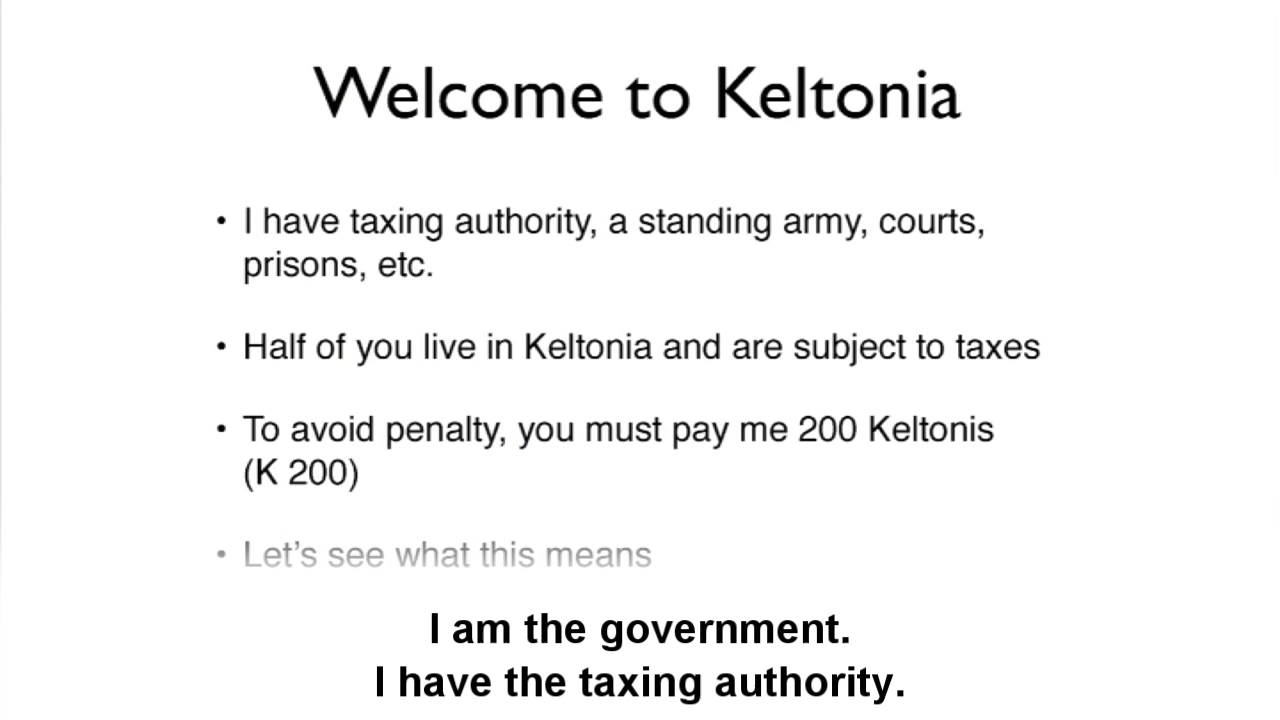 Welcome to Keltonia
• I have taxing authority, a standing army, courts,
prisons, etc.
• Half of you live in Keltonia and are subject to taxes
• To avoid penalty, you must pay me 200 Keltonis
(K 200)
• Let’s see what this means
I am the government.
I have the taxing authority.